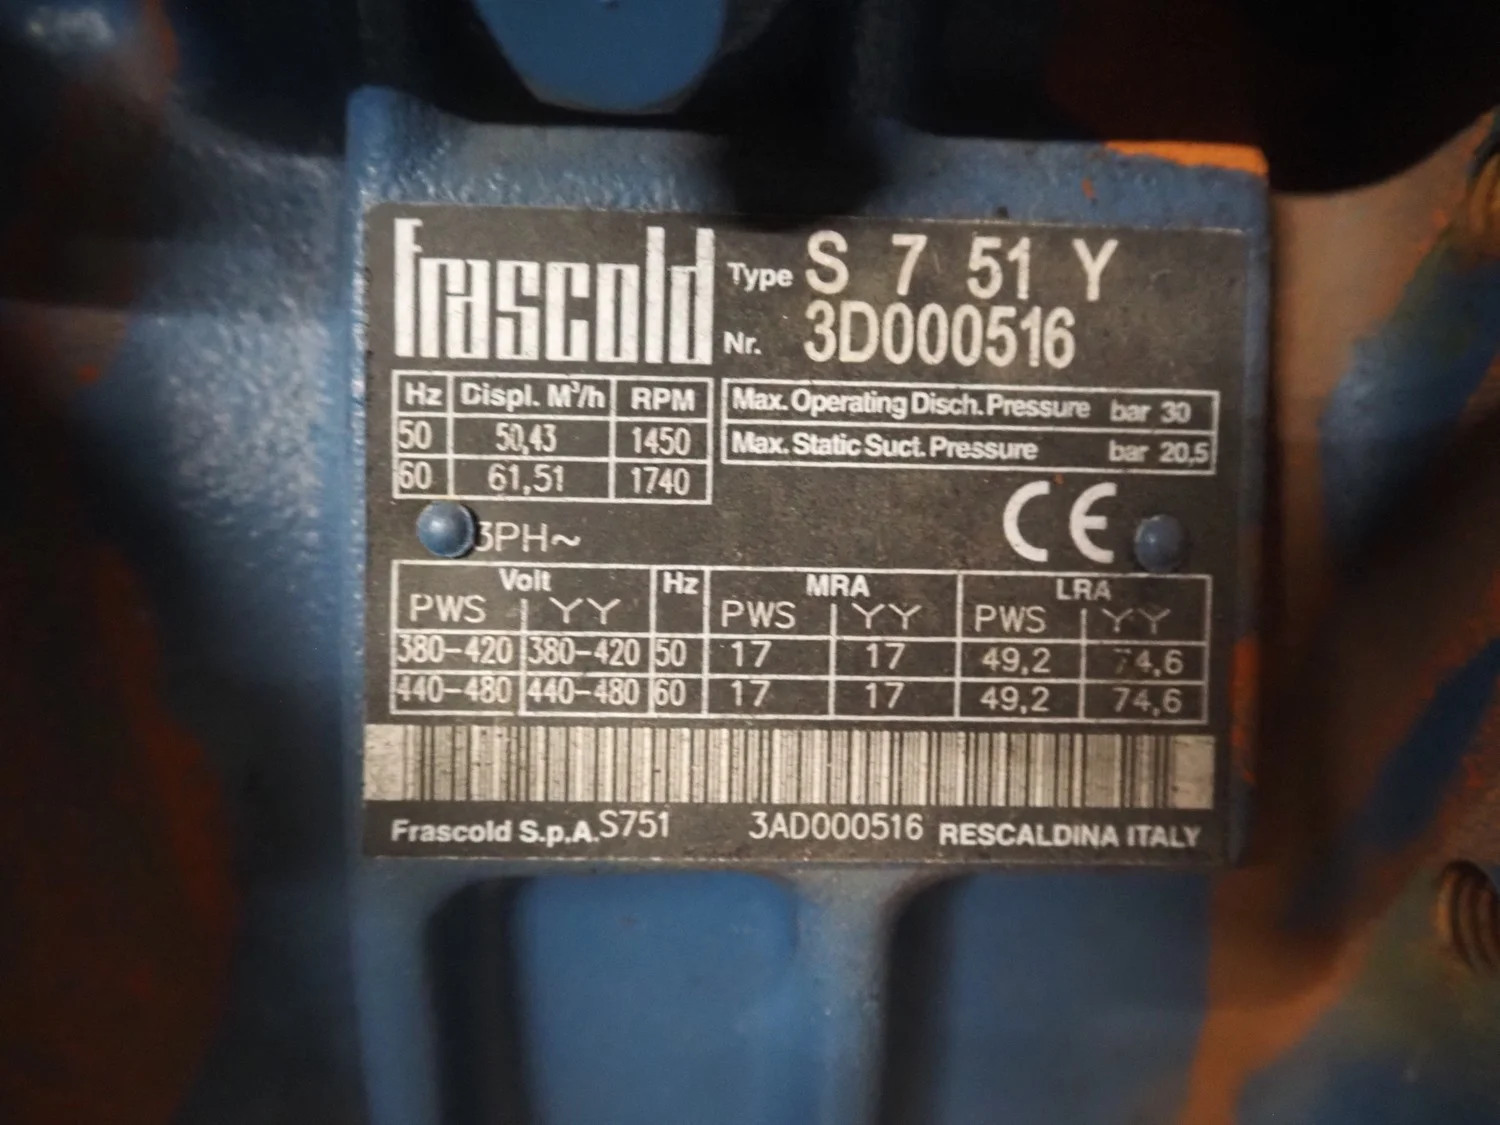 frascold
Type S 7 51 Y
Nr. 3D000516
Hz Displ. M³/h RPM
50 50,43 1450
60 61,51 1740
Max. Operating Disch. Pressure bar 30
Max. Static Suct. Pressure bar 20,5
3PH~
CE
Volt Hz MRA LRA
PWS YY PWS YY PWS YY
380-420 380-420 50 17 17 49,2 74,6
440-480 440-480 60 17 17 49,2 74,6
Frascold S.p.A. S751 3AD000516 RESCALDINA ITALY